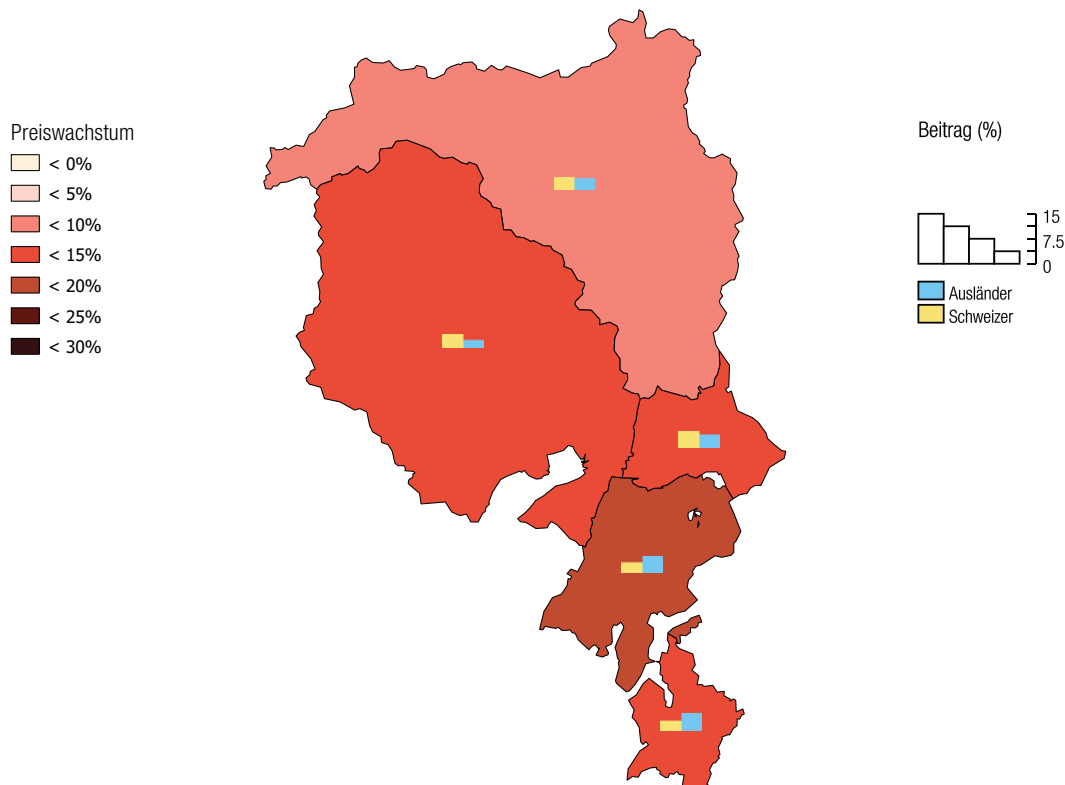 Preiswachstum
< 0%
< 5%
< 10%
< 15%
< 20%
< 25%
< 30%
Beitrag (%)
15
7.5
0
Ausländer
Schweizer